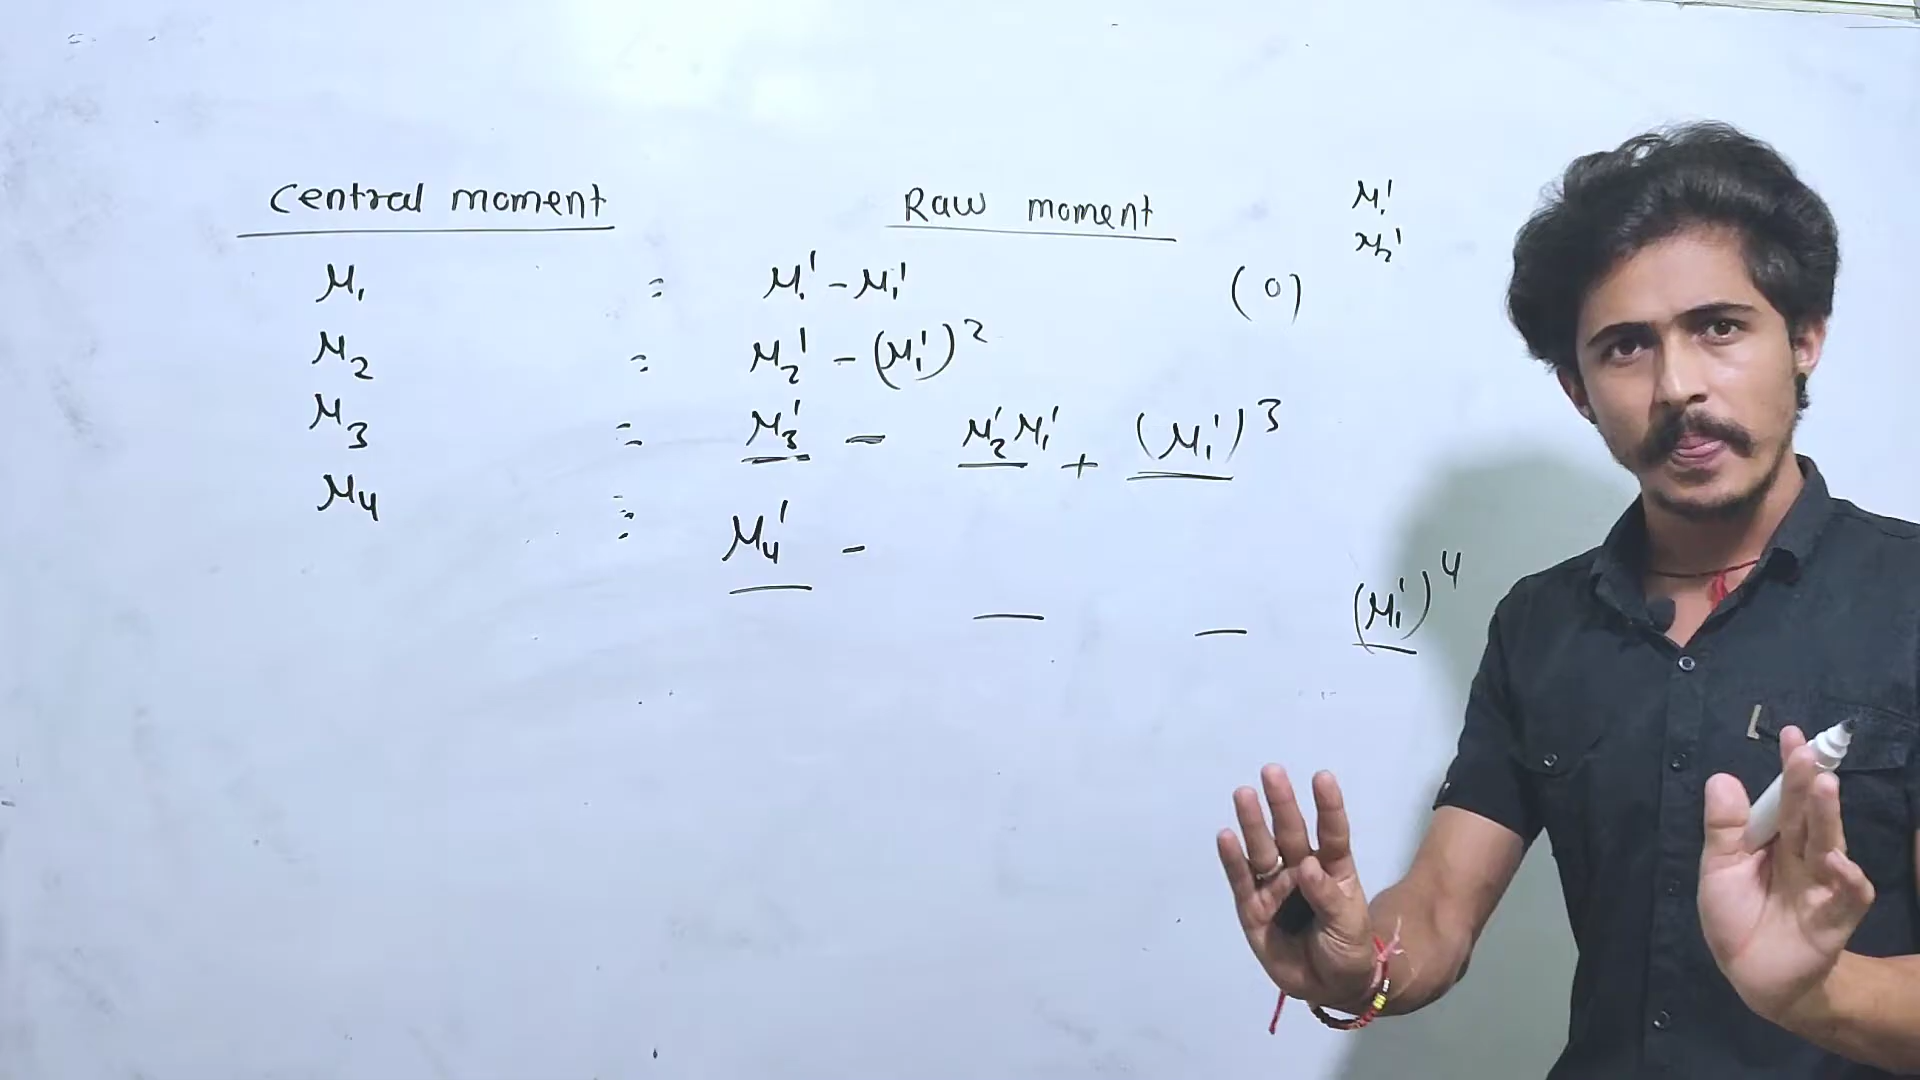 Central moment Raw moment μ₁'
μ₂'
μ₁ = μ₁' - μ₁' (0)
μ₂ = μ₂' - (μ₁')²
μ₃ = μ₃' - μ₂'μ₁' + (μ₁')³
μ₄ = μ₄' -
(μ₁')⁴